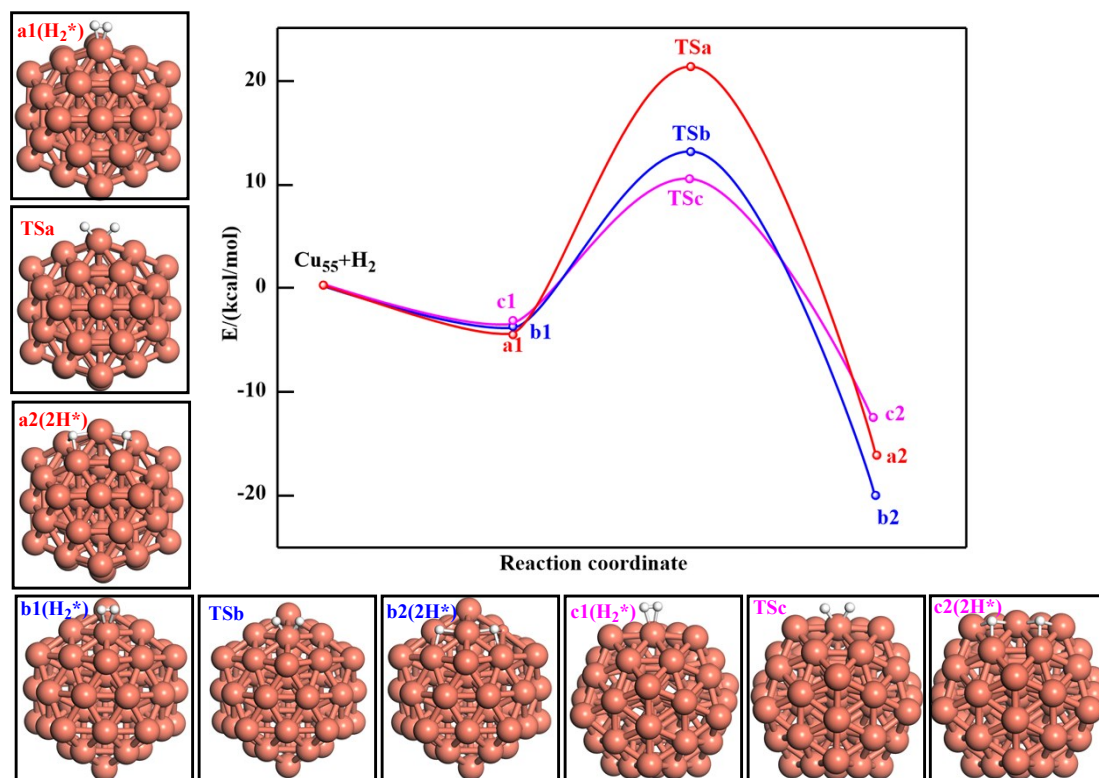 a1(H₂*)
TSa
a2(2H*)
20
10
0
-10
-20
E/(kcal/mol)
Cu₅₅+H₂
TSa
TSb
TSc
c1
b1
a1
c2
a2
b2
Reaction coordinate
b1(H₂*)
TSb
b2(2H*)
c1(H₂*)
TSc
c2(2H*)